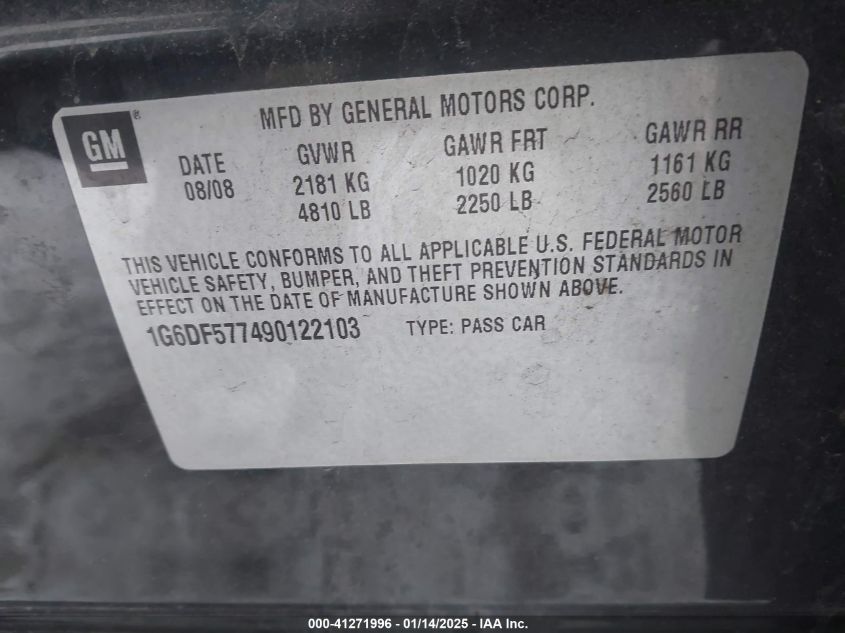 MFD BY GENERAL MOTORS CORP.
GM®
DATE GVWR GAWR FRT GAWR RR
08/08 2181 KG 1020 KG 1161 KG
4810 LB 2250 LB 2560 LB
THIS VEHICLE CONFORMS TO ALL APPLICABLE U.S. FEDERAL MOTOR
VEHICLE SAFETY, BUMPER, AND THEFT PREVENTION STANDARDS IN
EFFECT ON THE DATE OF MANUFACTURE SHOWN ABOVE.
1G6DF577490122103 TYPE: PASS CAR
000-41271996 - 01/14/2025 - IAA Inc.